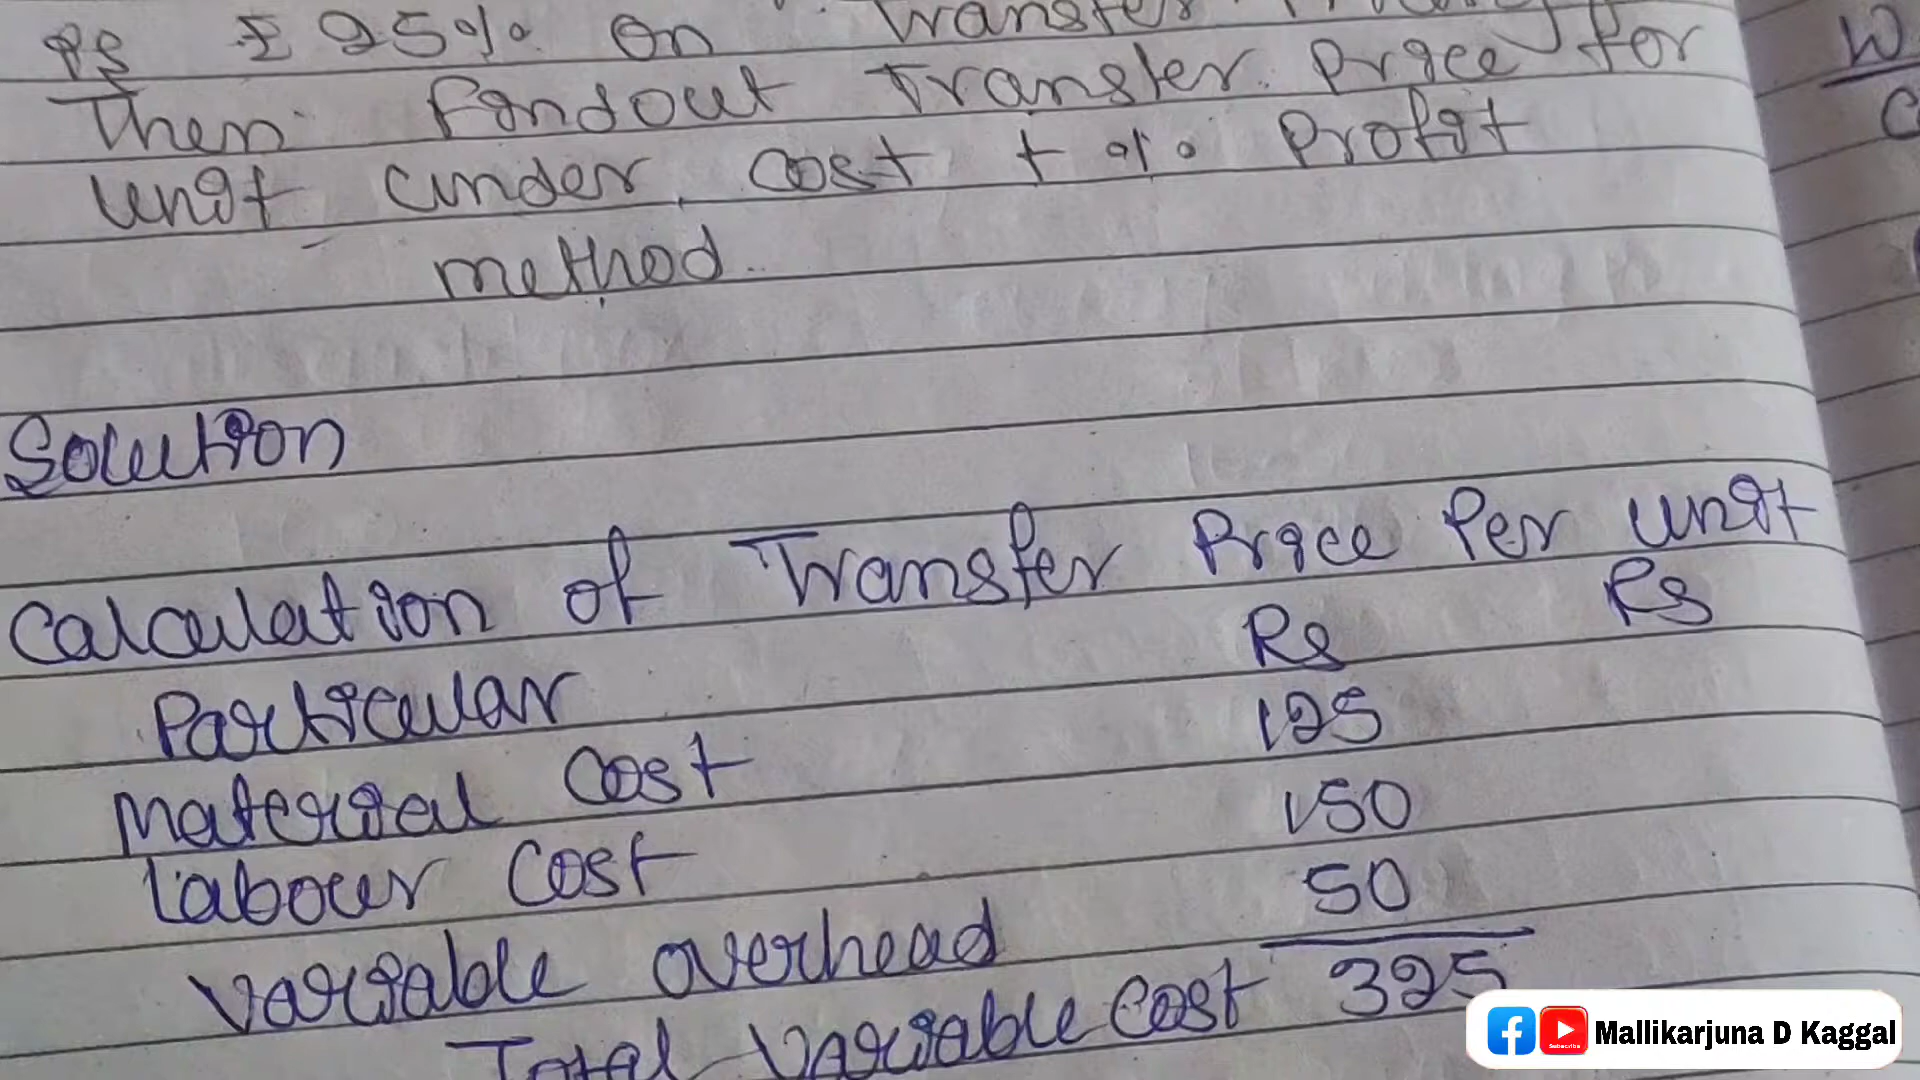 is ₹ 25% on Transfer
Then Findout Transfer Price for
unit under cost + % Profit
method.
Solution
Calculation of Transfer Price Per unit
Rs Rs
Particular
Material Cost 125
Labour Cost 150
Variable overhead 50
Total Variable Cost 325
Mallikarjuna D Kaggal